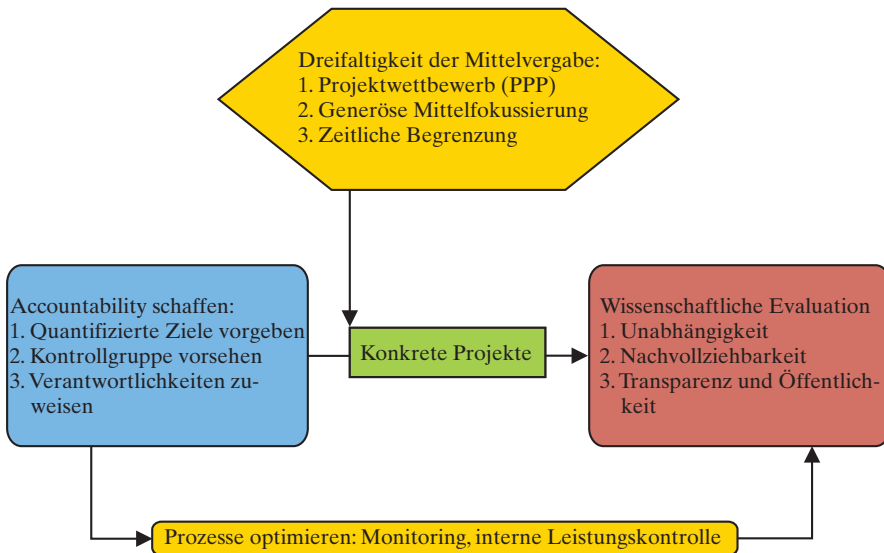 Dreifaltigkeit der Mittelvergabe:
1. Projektwettbewerb (PPP)
2. Generöse Mittelfokussierung
3. Zeitliche Begrenzung
Accountability schaffen:
1. Quantifizierte Ziele vorgeben
2. Kontrollgruppe vorsehen
3. Verantwortlichkeiten zu-
weisen
Konkrete Projekte
Wissenschaftliche Evaluation
1. Unabhängigkeit
2. Nachvollziehbarkeit
3. Transparenz und Öffentlich-
keit
Prozesse optimieren: Monitoring, interne Leistungskontrolle